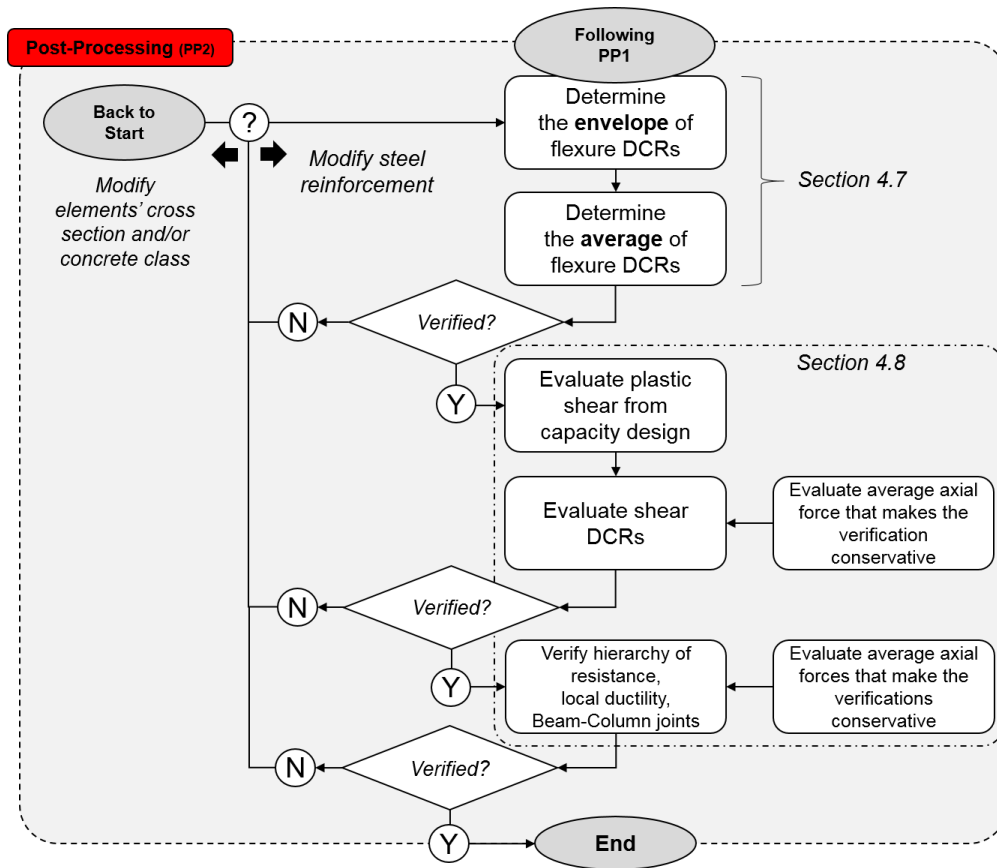 Post-Processing (PP2)
Following
PP1
Back to
Start
?
Modify steel
reinforcement
Modify
elements’ cross
section and/or
concrete class
Determine
the envelope of
flexure DCRs
Section 4.7
Determine
the average of
flexure DCRs
N
Verified?
Y
Section 4.8
Evaluate plastic
shear from
capacity design
Evaluate shear
DCRs
Evaluate average axial
force that makes the
verification
conservative
N
Verified?
Y
Verify hierarchy of
resistance,
local ductility,
Beam-Column joints
Evaluate average axial
forces that make the
verifications
conservative
N
Verified?
Y
End